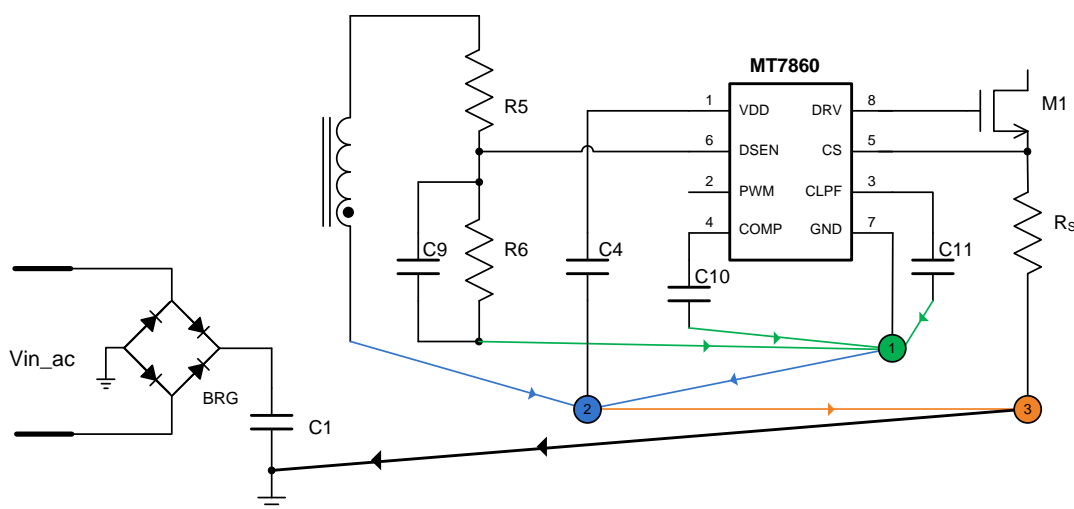 MT7860
R5
1
VDD
DRV
8
M1
6
DSEN
CS
5
2
PWM
CLPF
3
Rs
4
COMP
GND
7
C9
R6
C4
C10
C11
1
Vin_ac
BRG
2
3
C1